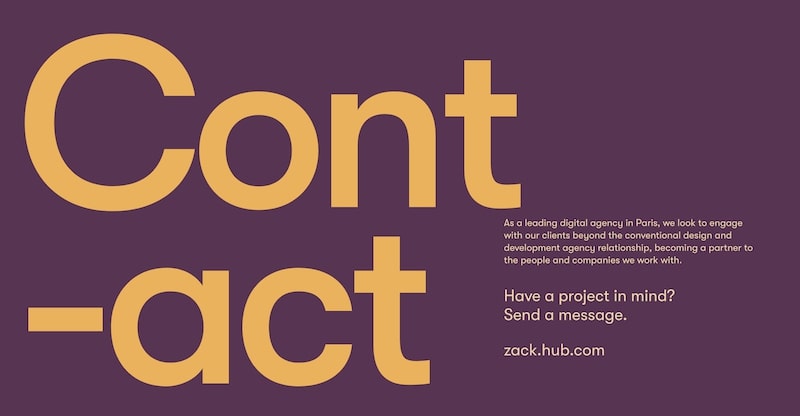 Cont
-act
As a leading digital agency in Paris, we look to engage
with our clients beyond the conventional design and
development agency relationship, becoming a partner to
the people and companies we work with.
Have a project in mind?
Send a message.
zack.hub.com